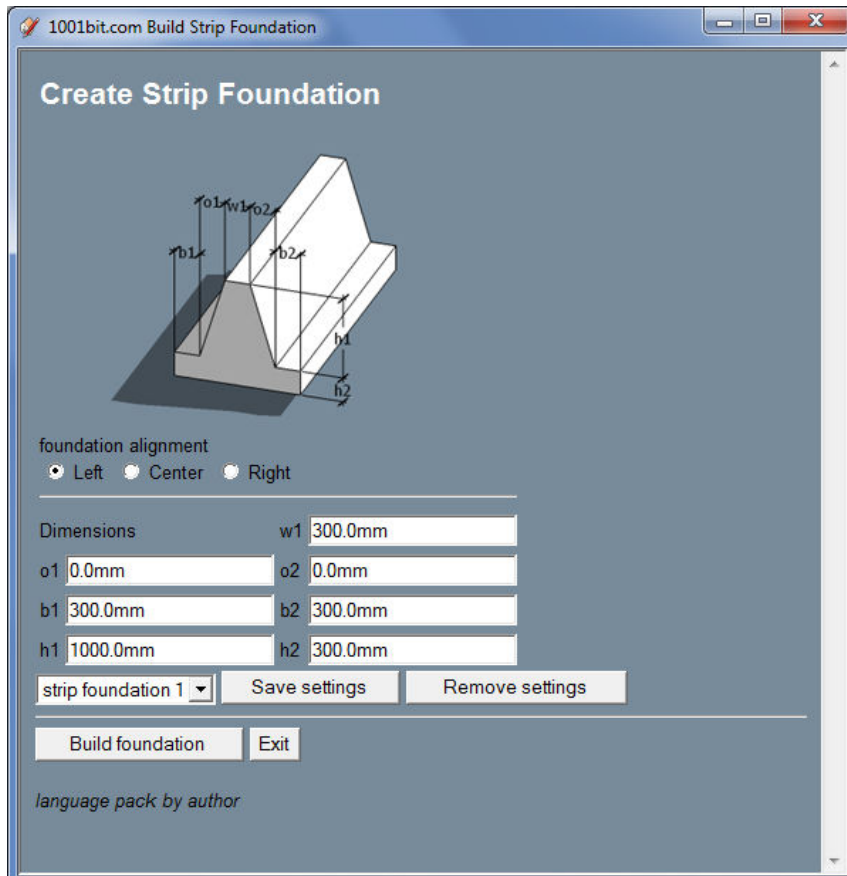 1001bit.com Build Strip Foundation
Create Strip Foundation
o1 w1 o2
b1 b2
h1
h2
foundation alignment
Left Center Right
Dimensions w1 300.0mm
o1 0.0mm o2 0.0mm
b1 300.0mm b2 300.0mm
h1 1000.0mm h2 300.0mm
strip foundation 1 Save settings Remove settings
Build foundation Exit
language pack by author